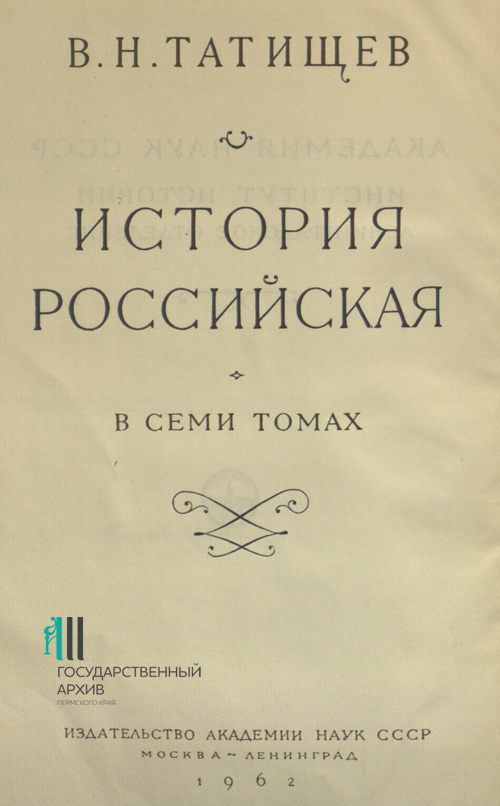 В. Н. ТАТИЩЕВ
ИСТОРИЯ
РОССИЙСКАЯ
В СЕМИ ТОМАХ
ГОСУДАРСТВЕННЫЙ
АРХИВ
ПЕРМСКОГО КРАЯ
ИЗДАТЕЛЬСТВО АКАДЕМИИ НАУК СССР
МОСКВА ~ ЛЕНИНГРАД
1962